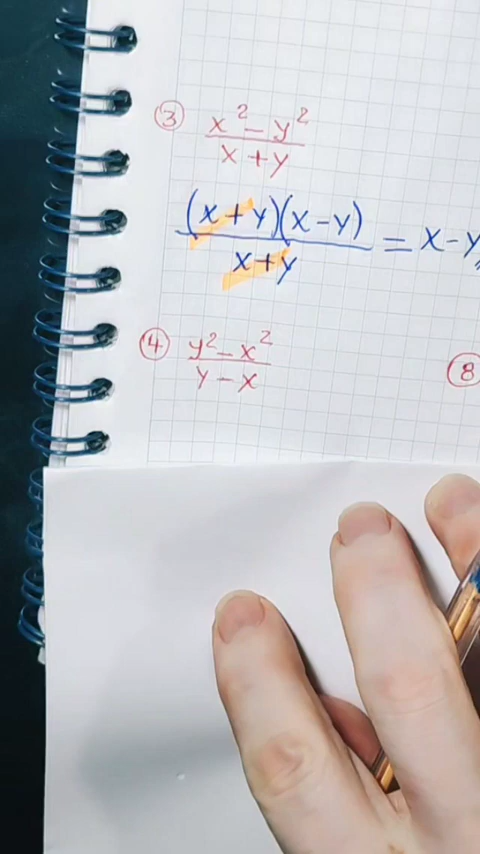 ③ x² - y² / x + y
(x + y)(x - y) / x + y = x - y
④ y² - x² / y - x
⑧